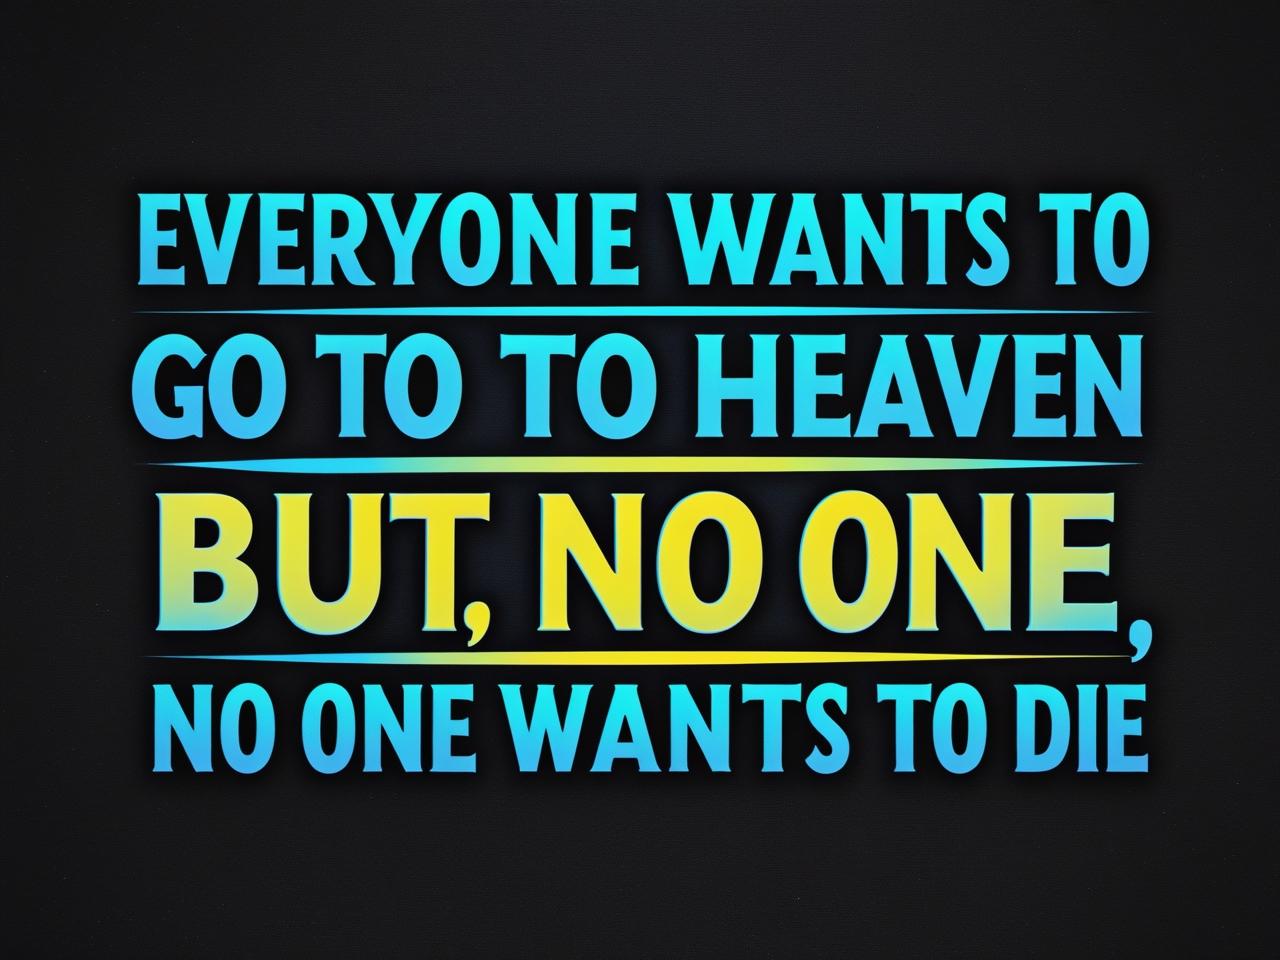 EVERYONE WANTS TO
GO TO TO HEAVEN
BUT, NO ONE,
NO ONE WANTS TO DIE